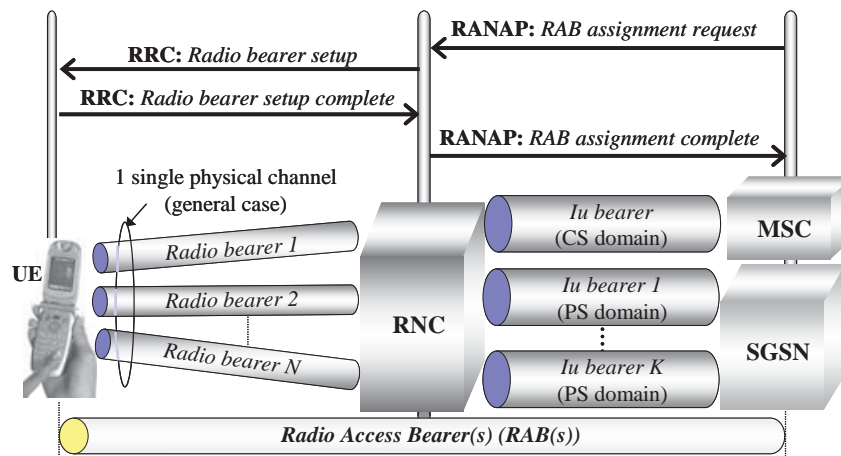 RANAP: RAB assignment request
RRC: Radio bearer setup
RRC: Radio bearer setup complete
RANAP: RAB assignment complete
1 single physical channel
(general case)
Iu bearer
(CS domain)
MSC
Radio bearer 1
UE
Radio bearer 2
Radio bearer N
RNC
Iu bearer 1
(PS domain)
SGSN
Iu bearer K
(PS domain)
Radio Access Bearer(s) (RAB(s))